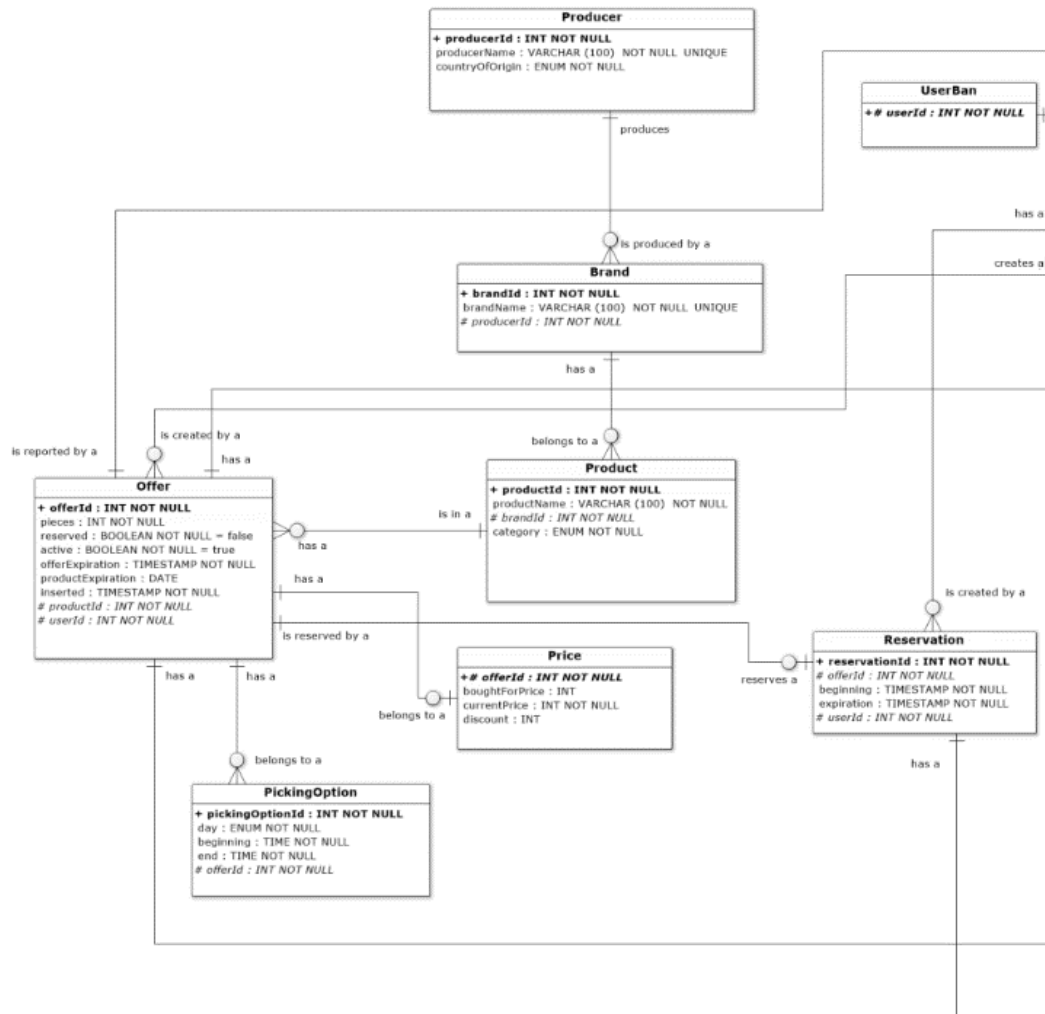 Producer
+ producerId : INT NOT NULL
producerName : VARCHAR (100)  NOT NULL  UNIQUE
countryOfOrigin : ENUM NOT NULL
produces
UserBan
+# userId : INT NOT NULL
has a
is produced by a
creates a
Brand
+ brandId : INT NOT NULL
brandName : VARCHAR (100)  NOT NULL  UNIQUE
# producerId : INT NOT NULL
has a
is created by a
belongs to a
is reported by a
has a
Offer
+ offerId : INT NOT NULL
pieces : INT NOT NULL
reserved : BOOLEAN NOT NULL = false
active : BOOLEAN NOT NULL = true
offerExpiration : TIMESTAMP NOT NULL
productExpiration : DATE
inserted : TIMESTAMP NOT NULL
# productId : INT NOT NULL
# userId : INT NOT NULL
Product
+ productId : INT NOT NULL
productName : VARCHAR (100)  NOT NULL
# brandId : INT NOT NULL
category : ENUM NOT NULL
is in a
has a
has a
is reserved by a
is created by a
Reservation
+ reservationId : INT NOT NULL
# offerId : INT NOT NULL
beginning : TIMESTAMP NOT NULL
expiration : TIMESTAMP NOT NULL
# userId : INT NOT NULL
reserves a
has a
Price
+# offerId : INT NOT NULL
boughtForPrice : INT
currentPrice : INT NOT NULL
discount : INT
belongs to a
has a
has a
belongs to a
PickingOption
+ pickingOptionId : INT NOT NULL
day : ENUM NOT NULL
beginning : TIME NOT NULL
end : TIME NOT NULL
# offerId : INT NOT NULL